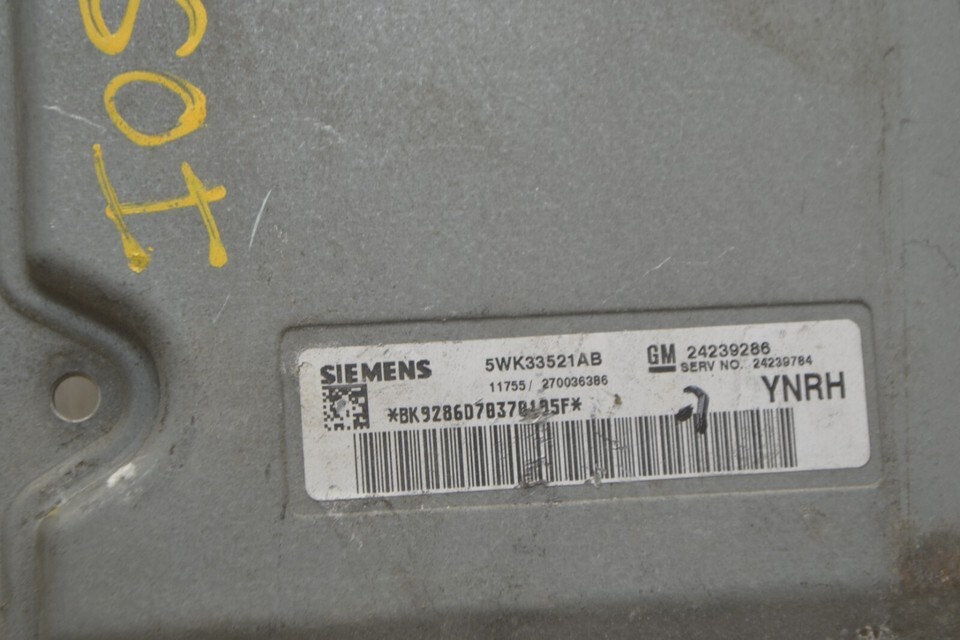 SIEMENS
5WK33521AB
GM 24239286
SERV NO. 24239784
11755/ 270036386
YNRH